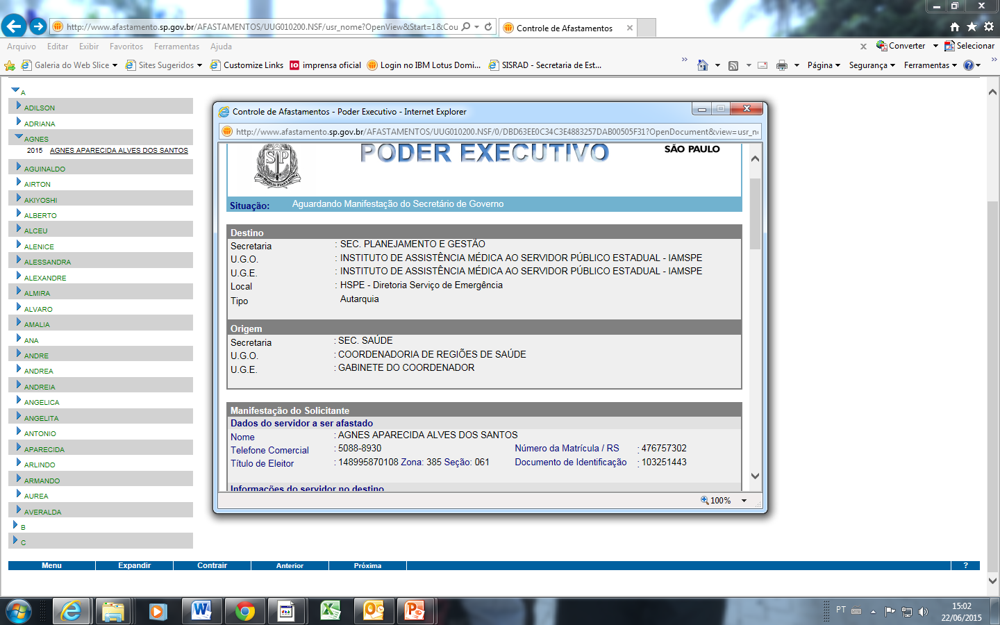 http://www.afastamento.sp.gov.br/AFASTAMENTOS/UUG010200.NSF/usr_nome?OpenView&Start=1&Cou
Controle de Afastamentos
Arquivo Editar Exibir Favoritos Ferramentas Ajuda
x Converter Selecionar
Galeria do Web Slice Sites Sugeridos Customize Links IO imprensa oficial Login no IBM Lotus Domi... SISRAD - Secretaria de Est... » Página Segurança Ferramentas »
A
ADILSON
ADRIANA
AGNES
2015 AGNES APARECIDA ALVES DOS SANTOS
AGUINALDO
AIRTON
AKIYOSHI
ALBERTO
ALCEU
ALENICE
ALESSANDRA
ALEXANDRE
ALMIRA
ALVARO
AMALIA
ANA
ANDRE
ANDREA
ANDREIA
ANGELICA
ANGELITA
ANTONIO
APARECIDA
ARLINDO
ARMANDO
AUREA
AVERALDA
B
C
Controle de Afastamentos - Poder Executivo - Internet Explorer
http://www.afastamento.sp.gov.br/AFASTAMENTOS/UUG010200.NSF/0/DBD63EE0C34C3E4883257DAB00505F31?OpenDocument&view=usr_n
PODER EXECUTIVO
SÃO PAULO
Situação: Aguardando Manifestação do Secretário de Governo
Destino
Secretaria : SEC. PLANEJAMENTO E GESTÃO
U.G.O. : INSTITUTO DE ASSISTÊNCIA MÉDICA AO SERVIDOR PÚBLICO ESTADUAL - IAMSPE
U.G.E. : INSTITUTO DE ASSISTÊNCIA MÉDICA AO SERVIDOR PÚBLICO ESTADUAL - IAMSPE
Local : HSPE - Diretoria Serviço de Emergência
Tipo Autarquia
Origem
Secretaria : SEC. SAÚDE
U.G.O. : COORDENADORIA DE REGIÕES DE SAÚDE
U.G.E. : GABINETE DO COORDENADOR
Manifestação do Solicitante
Dados do servidor a ser afastado
Nome : AGNES APARECIDA ALVES DOS SANTOS
Telefone Comercial : 5088-8930 Número da Matrícula / RS : 476757302
Título de Eleitor : 148995870108 Zona: 385 Seção: 061 Documento de Identificação : 103251443
Informações do servidor no destino
100%
Menu Expandir Contrair Anterior Próxima ?
PT
15:02
22/06/2015